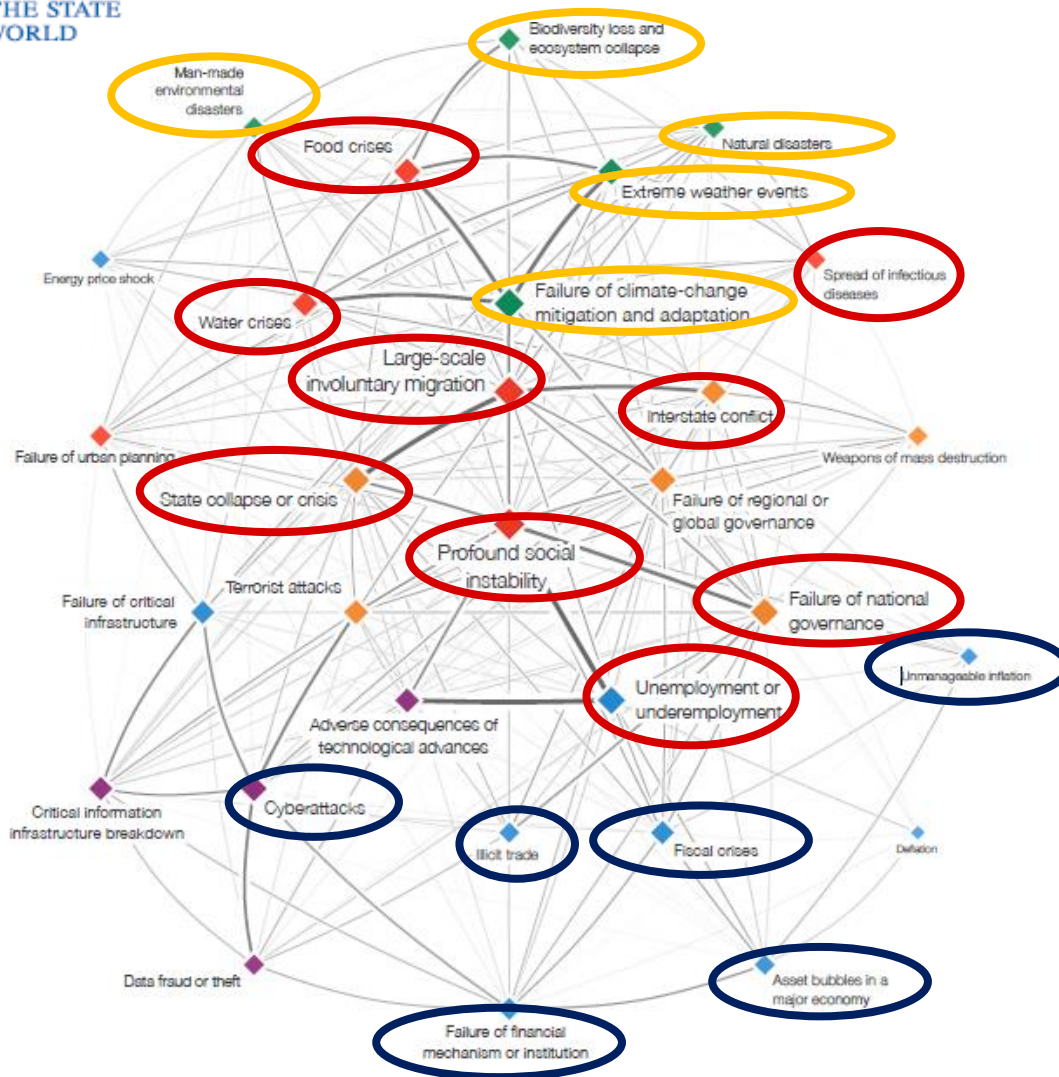 THE STATE
WORLD
Biodiversity loss and
ecosystem collapse
Man-made
environmental
disasters
Food crises
Natural disasters
Extreme weather events
Energy price shock
Spread of infectious
diseases
Failure of climate-change
mitigation and adaptation
Water crises
Large-scale
involuntary migration
Interstate conflict
Failure of urban planning
Weapons of mass destruction
State collapse or crisis
Failure of regional or
global governance
Profound social
instability
Terrorist attacks
Failure of critical
infrastructure
Failure of national
governance
Unmanageable inflation
Unemployment or
underemployment
Adverse consequences of
technological advances
Critical information
infrastructure breakdown
Cyberattacks
Illicit trade
Fiscal crises
Deflation
Data fraud or theft
Asset bubbles in a
major economy
Failure of financial
mechanism or institution